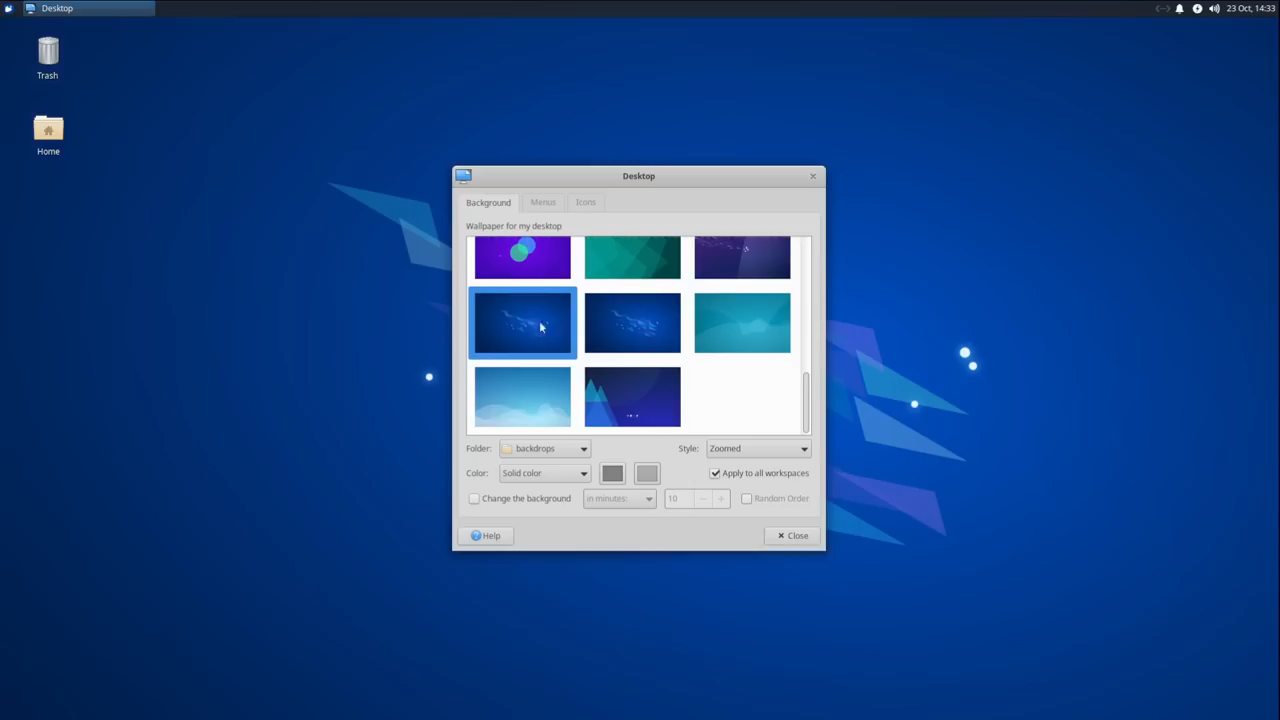 Desktop
23 Oct, 14:33
Trash
Home
Desktop
Background Menus Icons
Wallpaper for my desktop
Folder: backdrops Style: Zoomed
Color: Solid color Apply to all workspaces
Change the background in minutes: 10 Random Order
Help Close